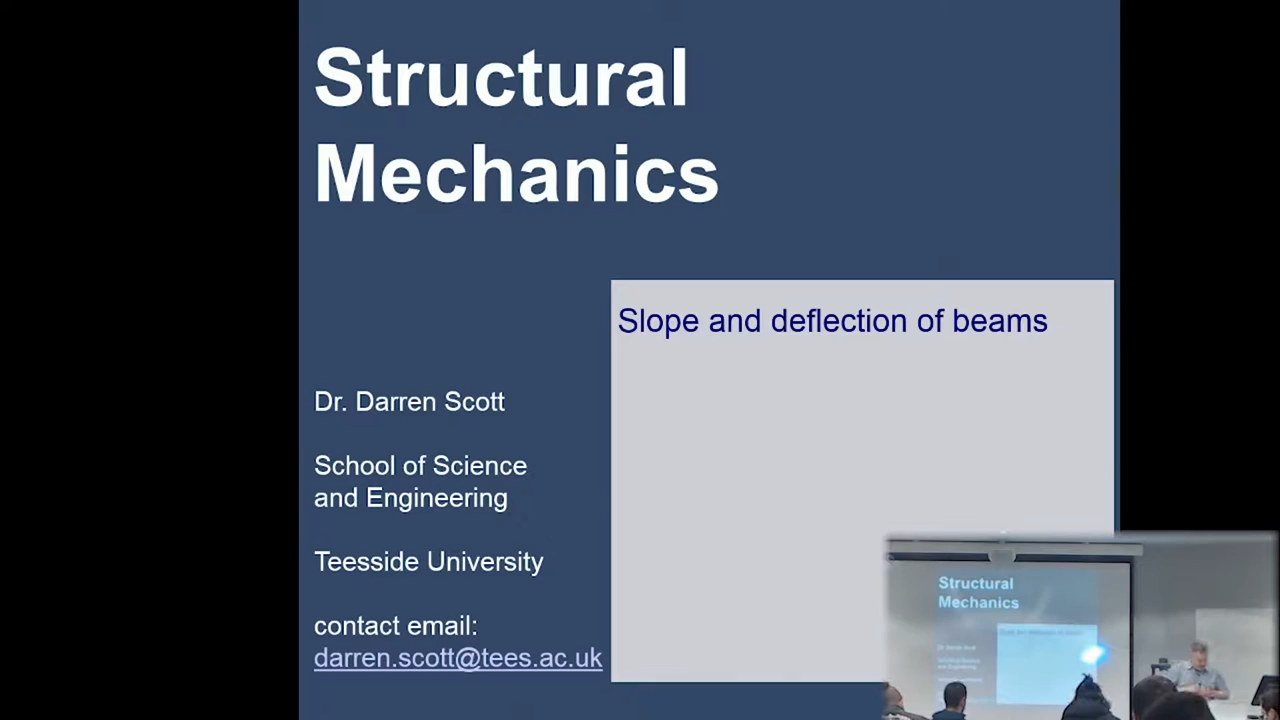 Structural
Mechanics
Slope and deflection of beams
Dr. Darren Scott
School of Science
and Engineering
Teesside University
contact email:
darren.scott@tees.ac.uk
Structural
Mechanics